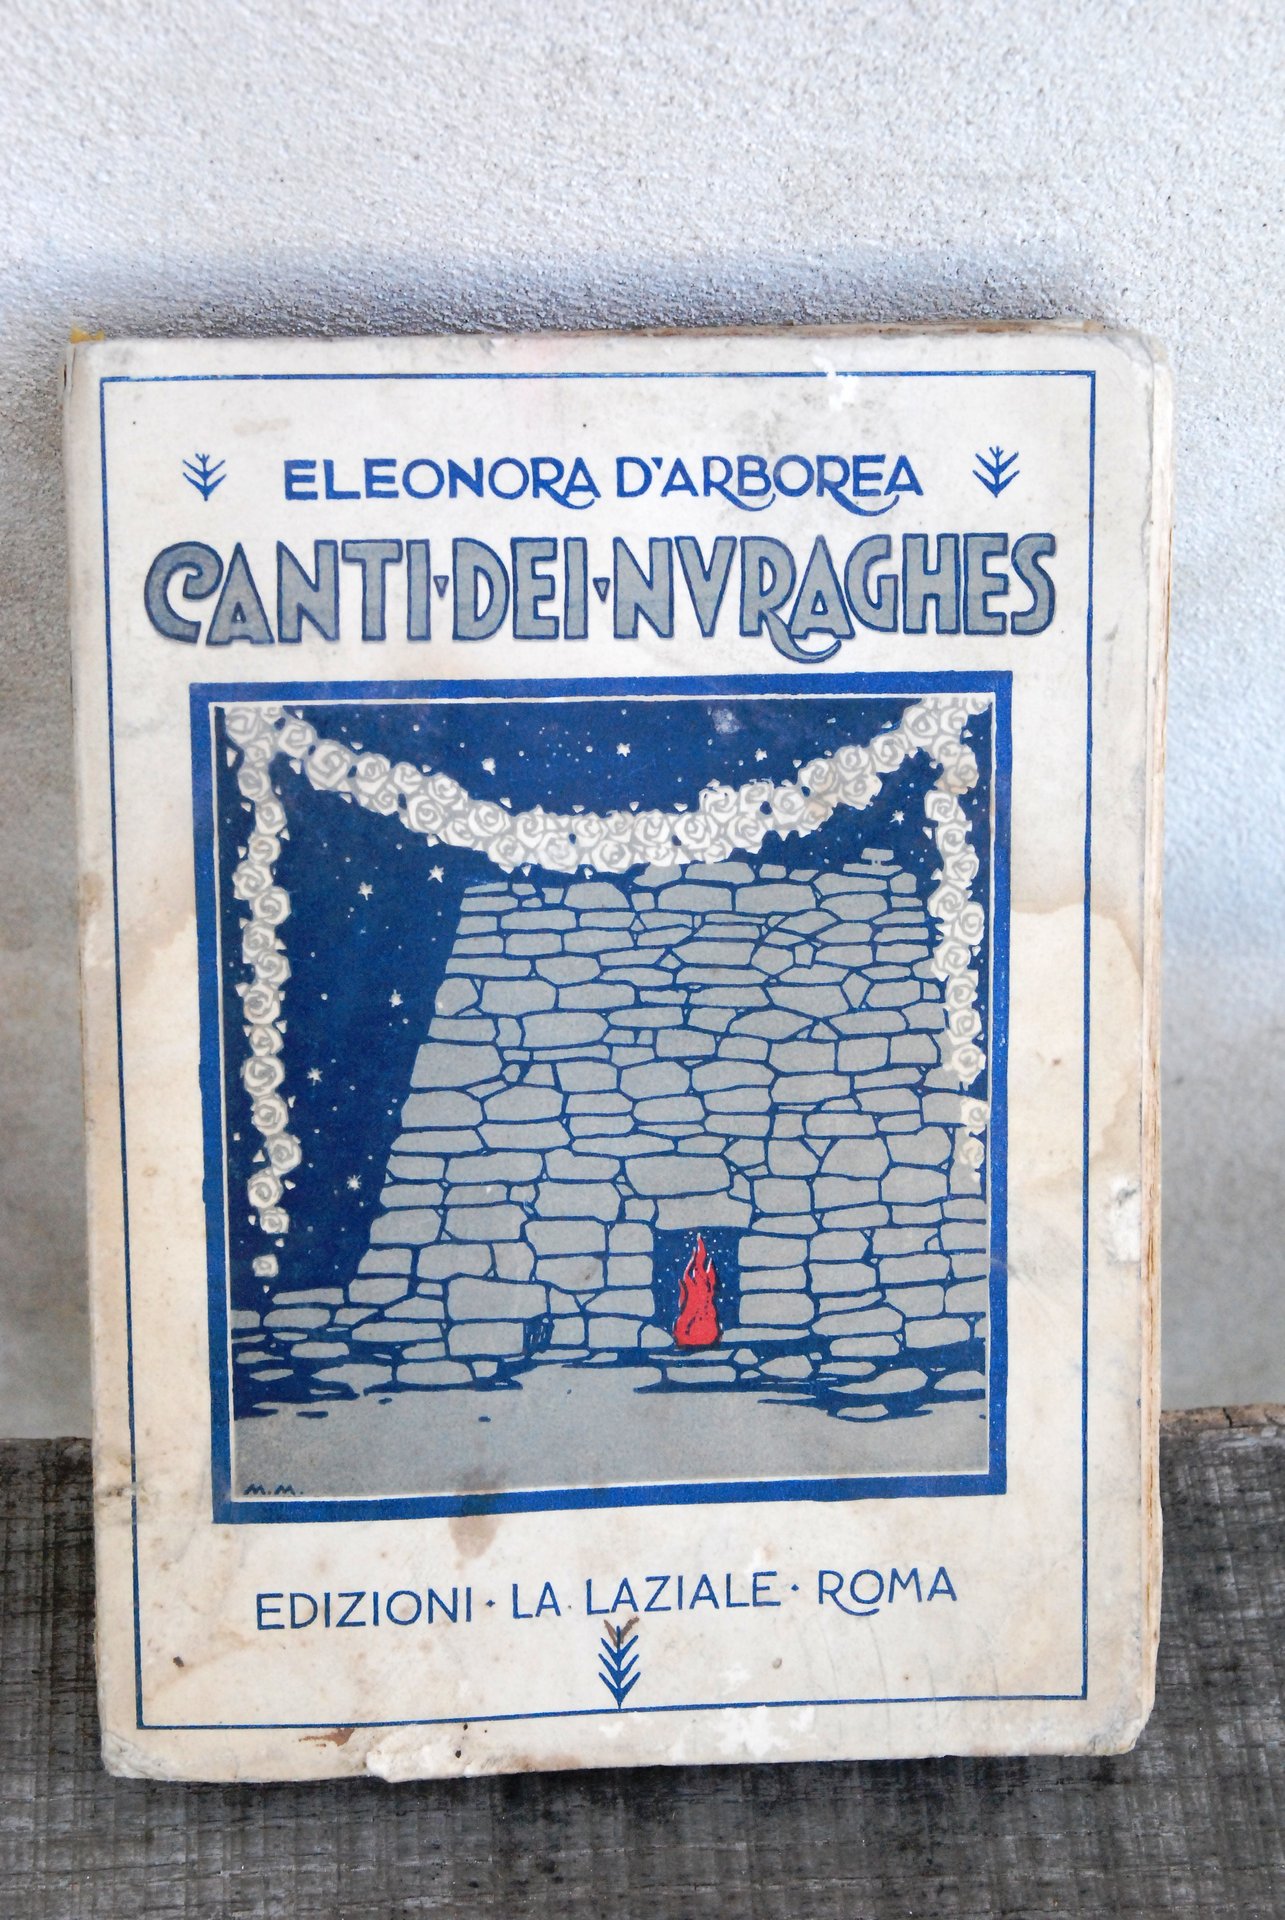 ELEONORA D'ARBOREA
CANTI·DEI·NVRAGHES
M.M.
EDIZIONI · LA LAZIALE · ROMA